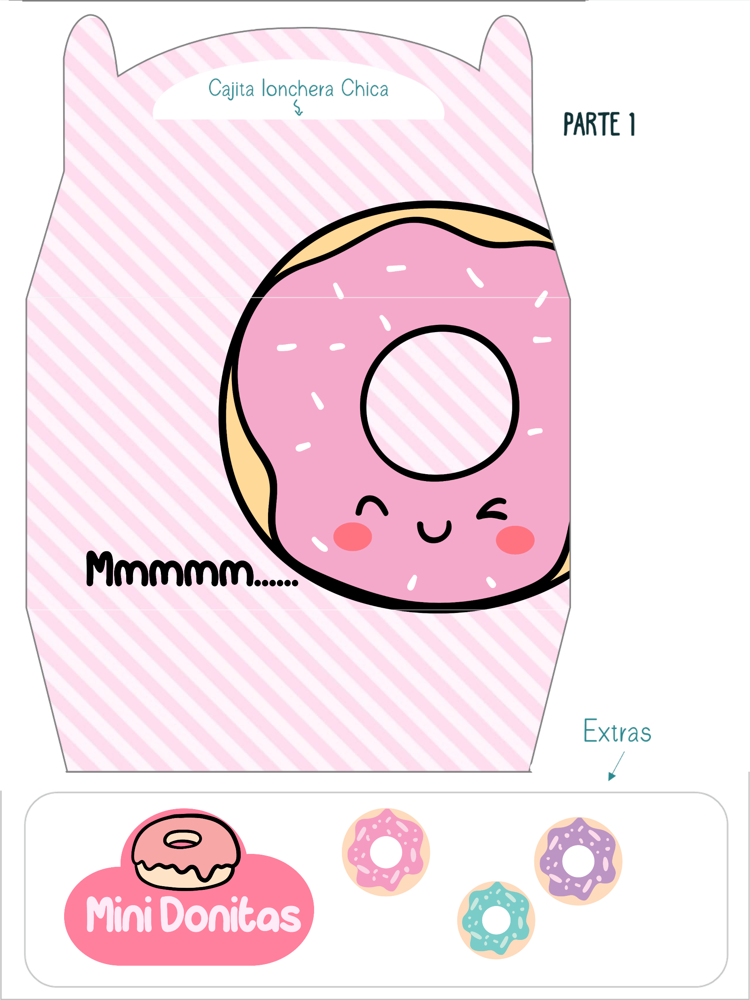 Cajita lonchera Chica
PARTE 1
Mmmmm......
Extras
Mini Donitas